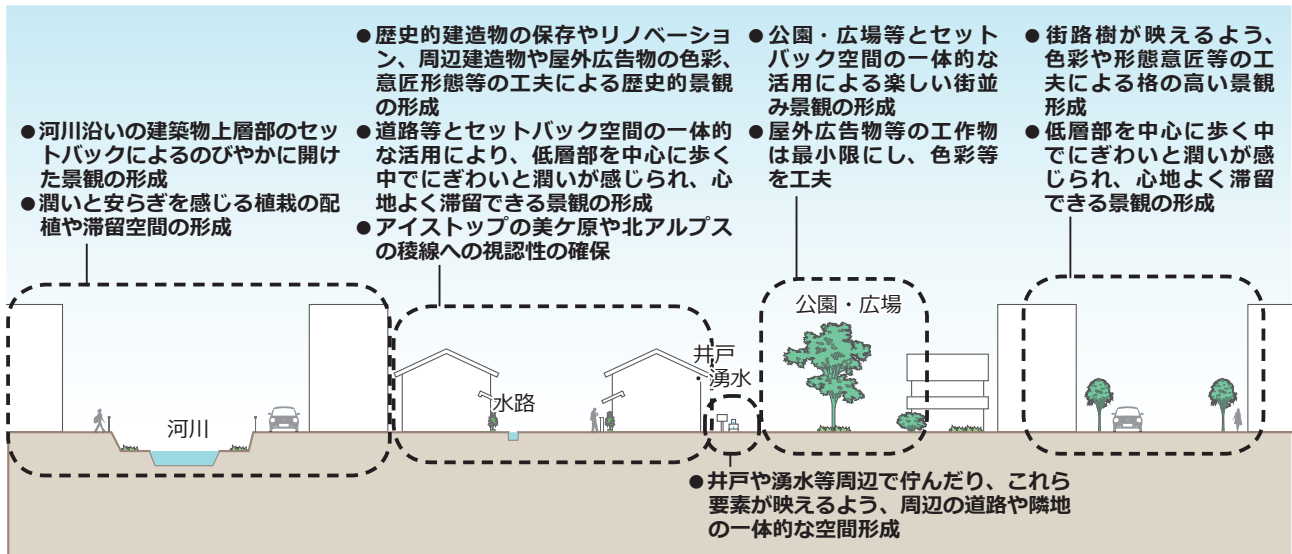 ●河川沿いの建築物上層部のセッ
トバックによるのびやかに開け
た景観の形成
●潤いと安らぎを感じる植栽の配
植や滞留空間の形成
●歴史的建造物の保存やリノベーショ
ン、周辺建造物や屋外広告物の色彩、
意匠形態等の工夫による歴史的景観
の形成
●道路等とセットバック空間の一体的
な活用により、低層部を中心に歩く
中でにぎわいと潤いが感じられ、心
地よく滞留できる景観の形成
●アイストップの美ケ原や北アルプス
の稜線への視認性の確保
●公園・広場等とセット
バック空間の一体的な
活用による楽しい街並
み景観の形成
●屋外広告物等の工作物
は最小限にし、色彩等
を工夫
●街路樹が映えるよう、
色彩や形態意匠等の工
夫による格の高い景観
形成
●低層部を中心に歩く中
でにぎわいと潤いが感
じられ、心地よく滞留
できる景観の形成
河川
水路
井戸
湧水
公園・広場
●井戸や湧水等周辺で佇んだり、これら
要素が映えるよう、周辺の道路や隣地
の一体的な空間形成